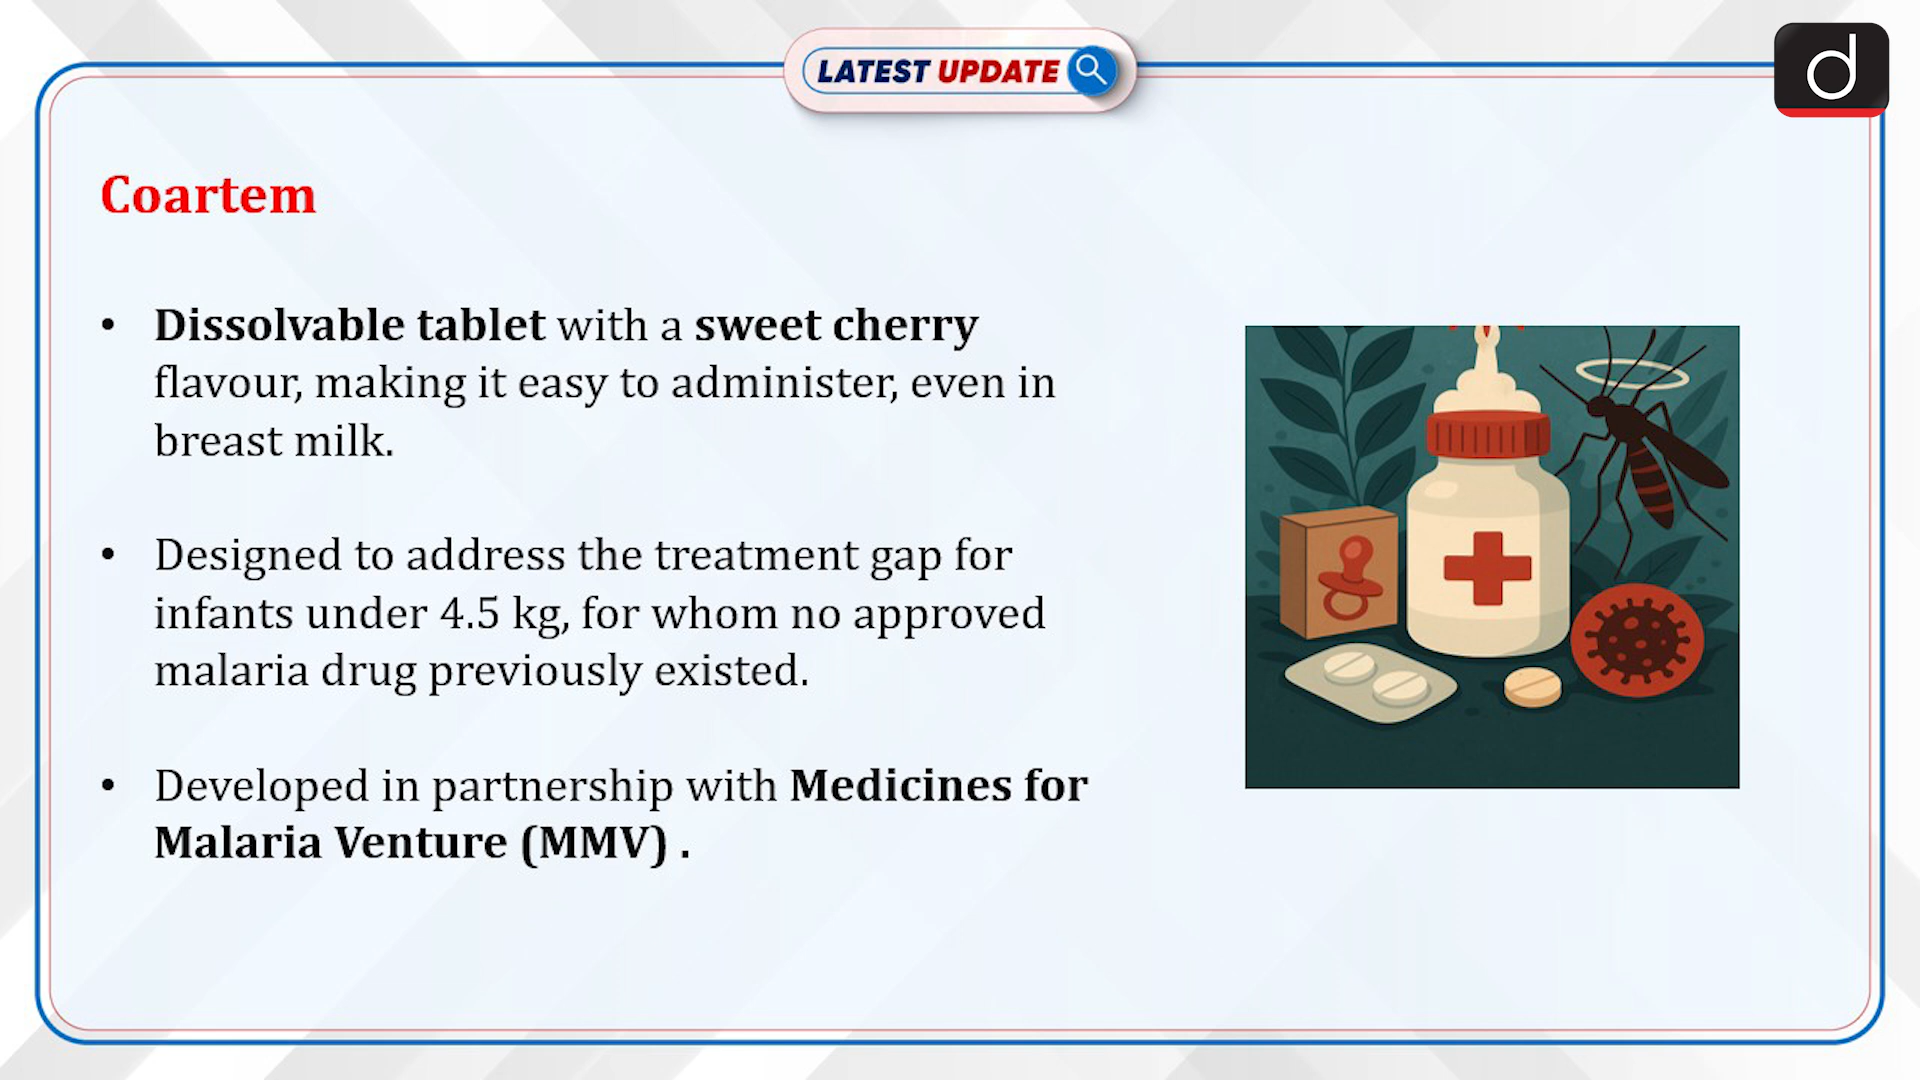 LATEST UPDATE
d
Coartem
• Dissolvable tablet with a sweet cherry
flavour, making it easy to administer, even in
breast milk.
• Designed to address the treatment gap for
infants under 4.5 kg, for whom no approved
malaria drug previously existed.
• Developed in partnership with Medicines for
Malaria Venture (MMV) .